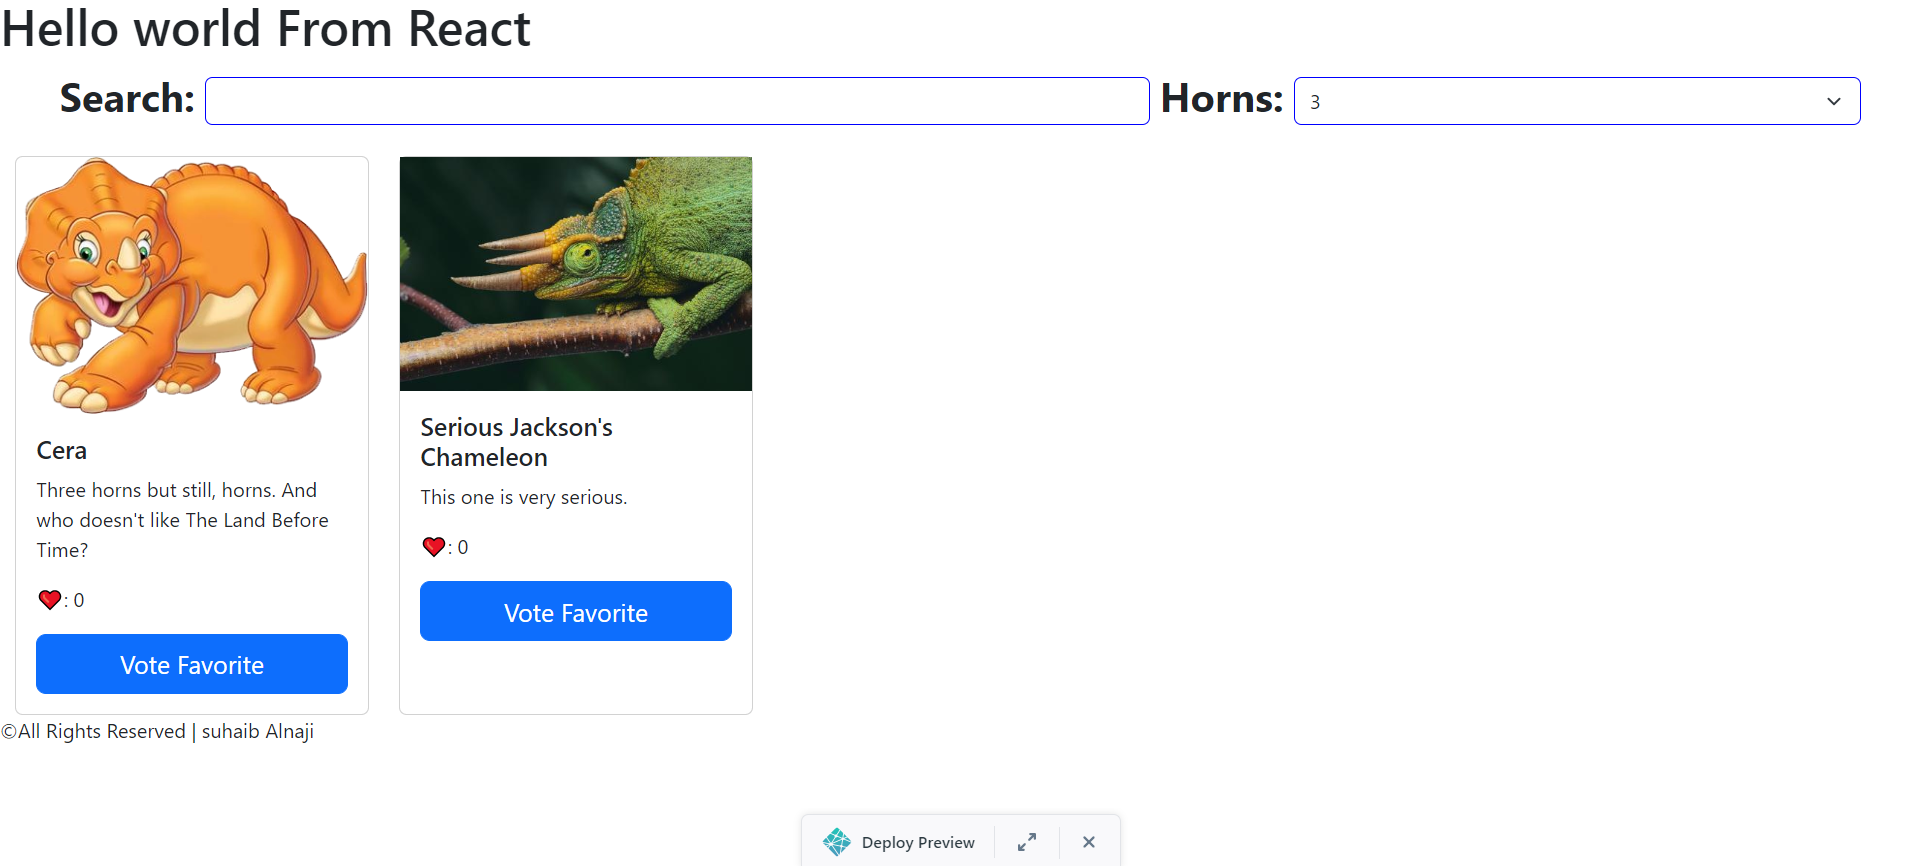 Hello world From React
Search:
Horns: 3
Cera
Three horns but still, horns. And
who doesn't like The Land Before
Time?
❤️: 0
Vote Favorite
Serious Jackson's
Chameleon
This one is very serious.
❤️: 0
Vote Favorite
©All Rights Reserved | suhaib Alnaji
Deploy Preview